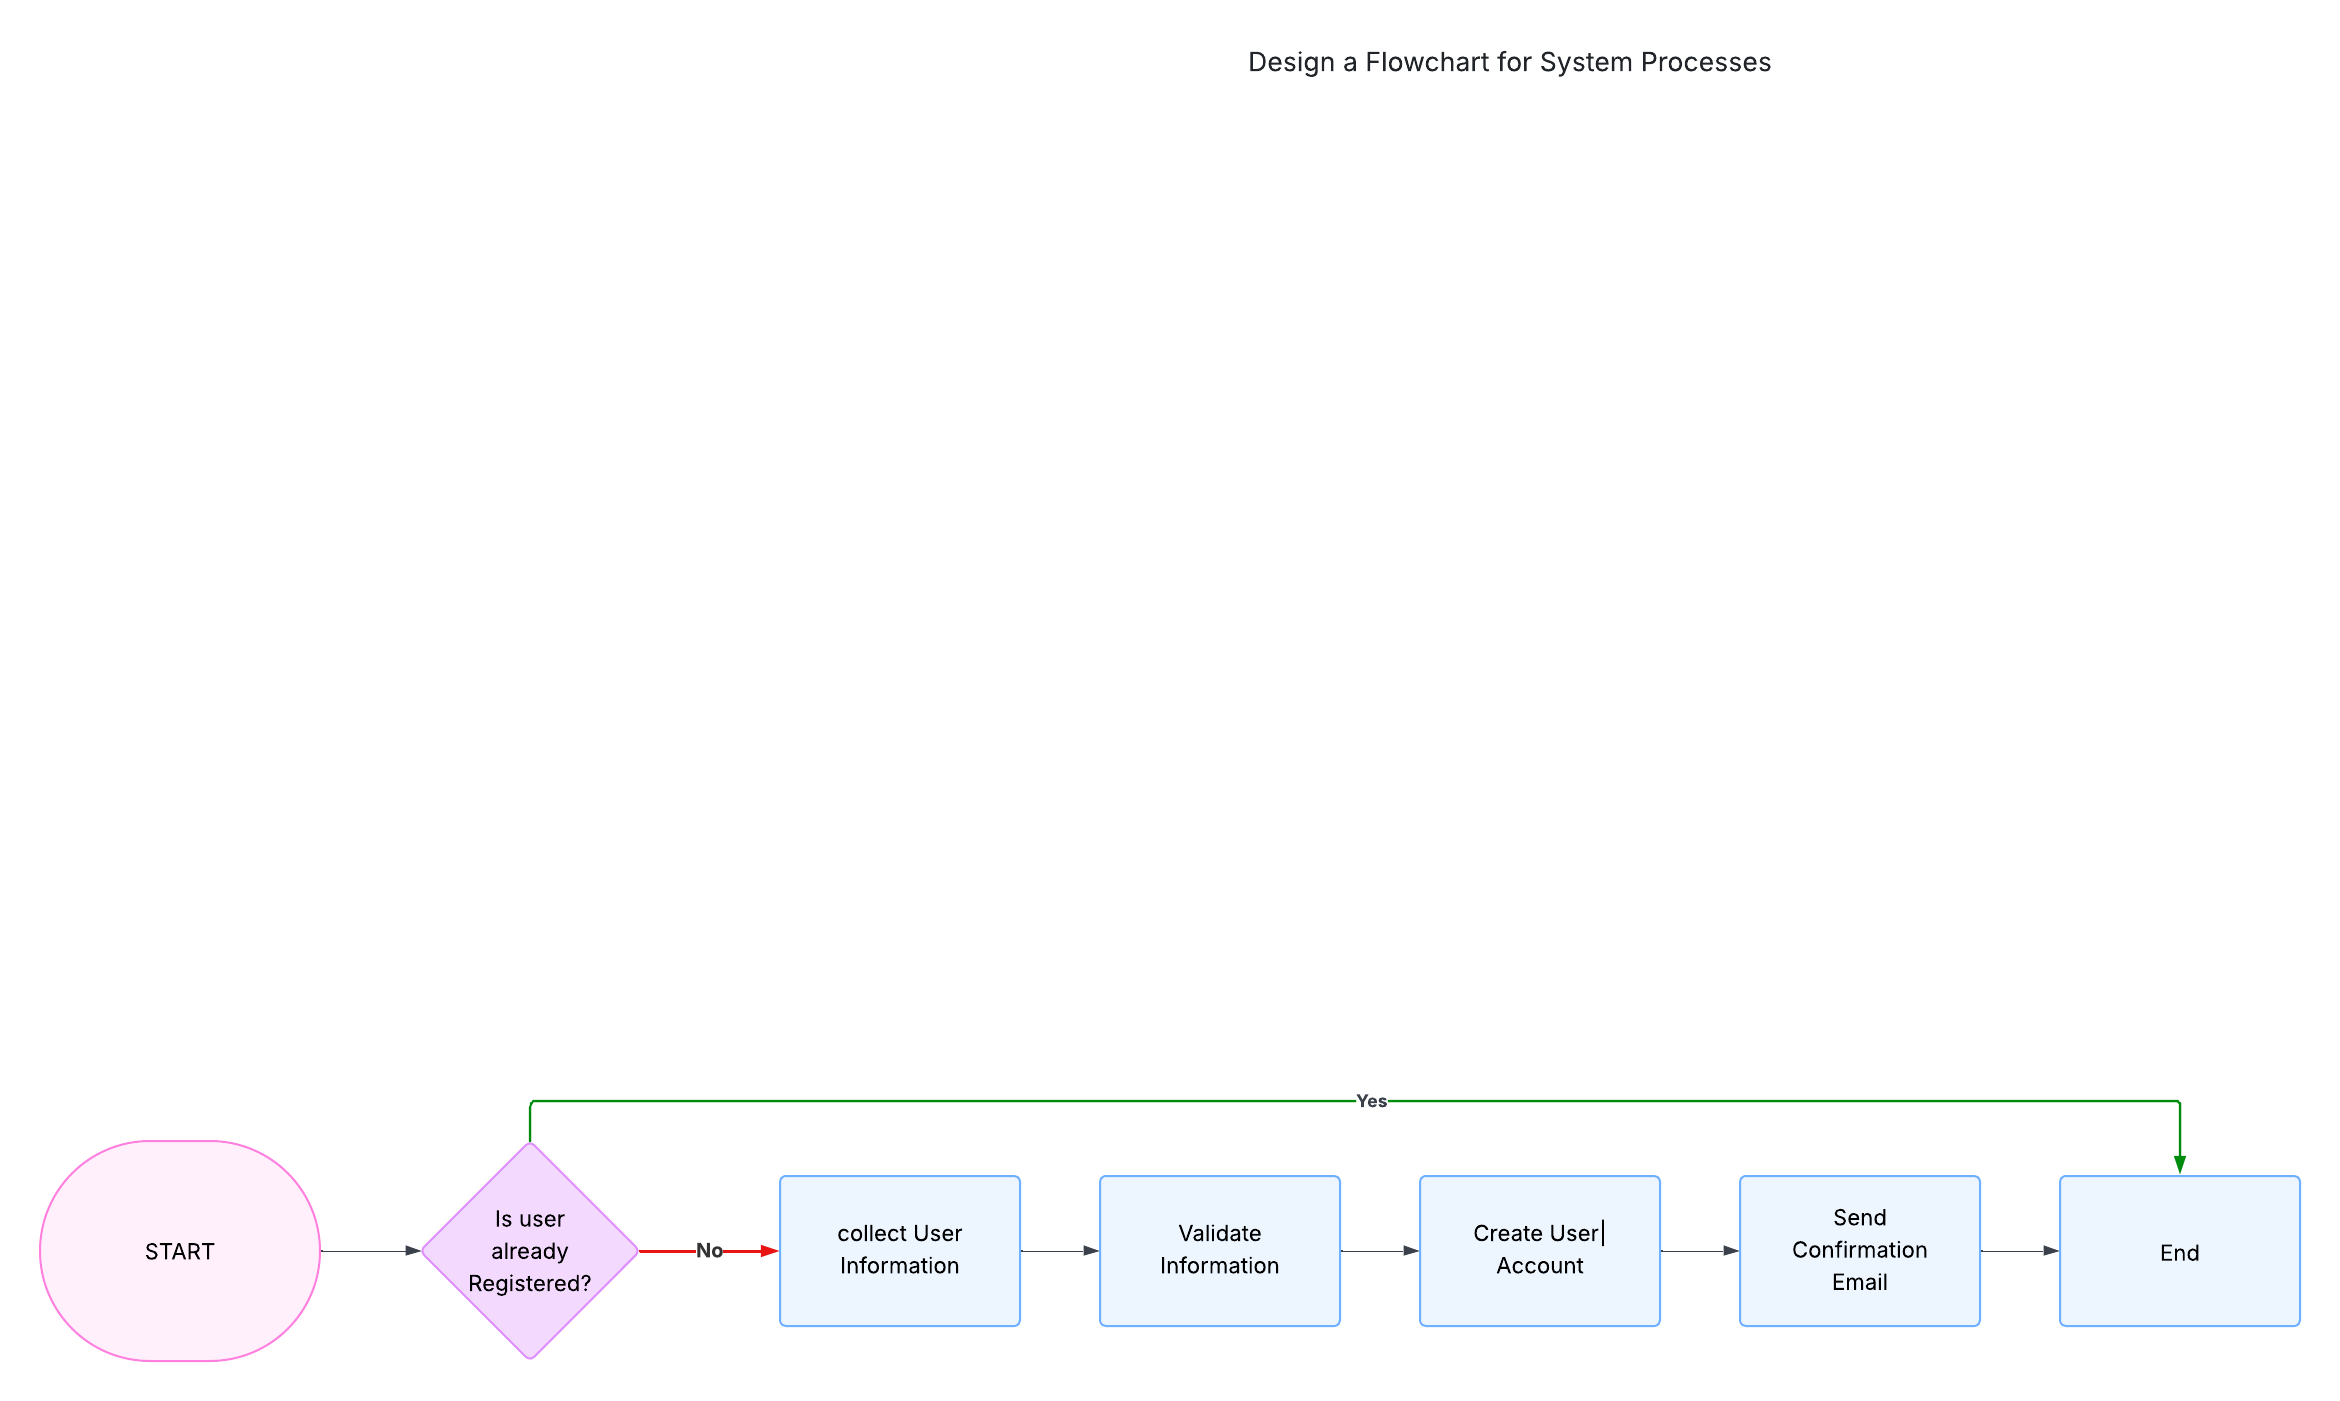 Design a Flowchart for System Processes
Yes
START
Is user
already
Registered?
No
collect User
Information
Validate
Information
Create User
Account
Send
Confirmation
Email
End